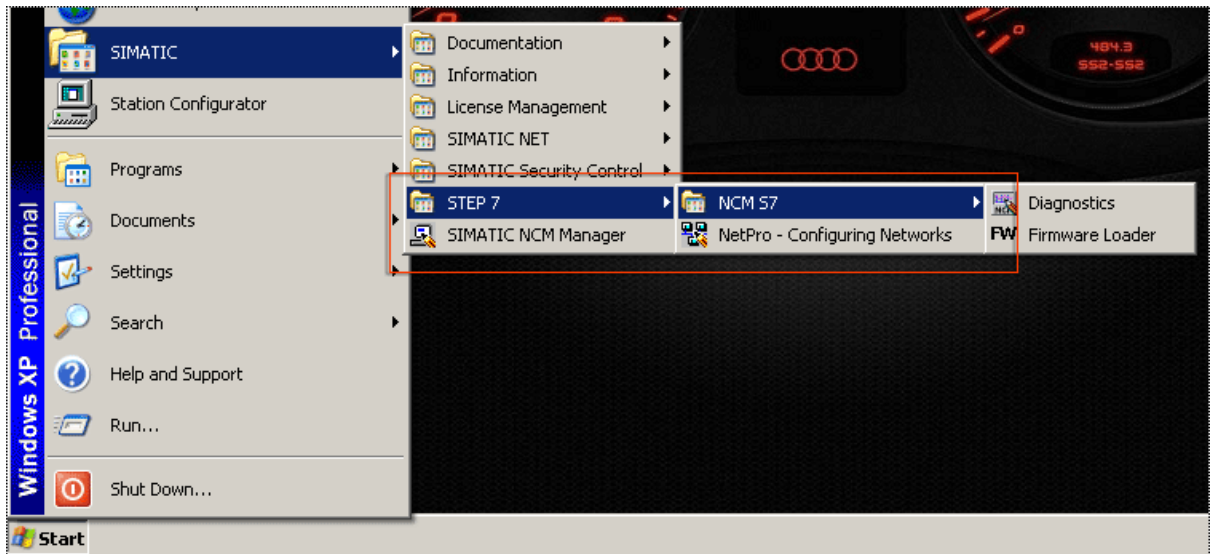 SIMATIC
Station Configurator
Programs
Documents
Settings
Search
Help and Support
Run...
Shut Down...
Windows XP Professional
Start
Documentation
Information
License Management
SIMATIC NET
SIMATIC Security Control
STEP 7
SIMATIC NCM Manager
NCM S7
NetPro - Configuring Networks
Diagnostics
FW Firmware Loader
484.3
552-552